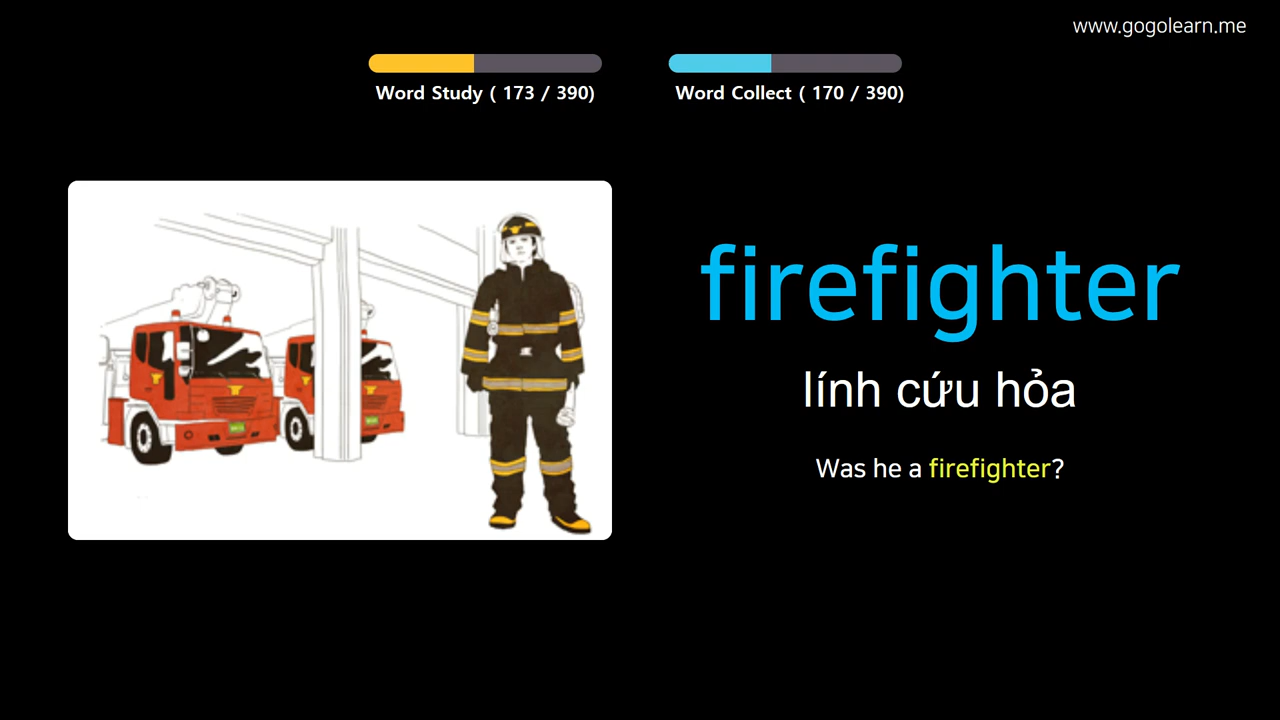 www.gogolearn.me
Word Study ( 173 / 390)
Word Collect ( 170 / 390)
firefighter
lính cứu hỏa
Was he a firefighter?